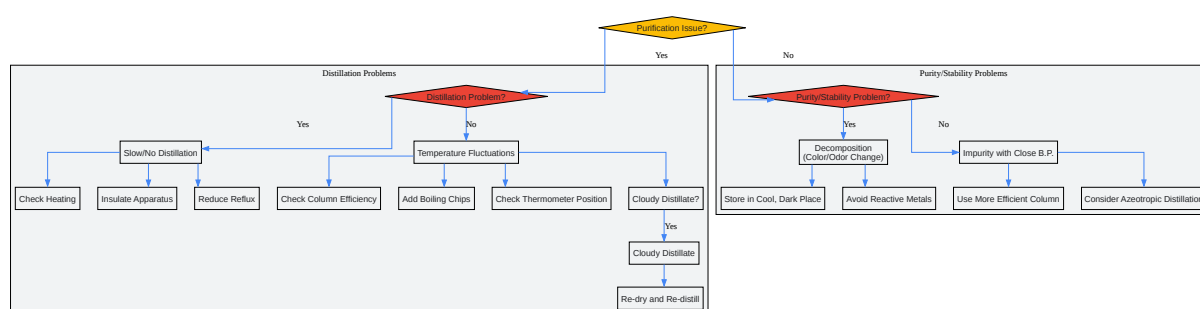 Purification Issue?
Yes
No
Distillation Problems
Purity/Stability Problems
Distillation Problem?
Purity/Stability Problem?
Yes
No
Yes
No
Slow/No Distillation
Temperature Fluctuations
Decomposition
(Color/Odor Change)
Impurity with Close B.P.
Check Heating
Insulate Apparatus
Reduce Reflux
Check Column Efficiency
Add Boiling Chips
Check Thermometer Position
Cloudy Distillate?
Store in Cool, Dark Place
Avoid Reactive Metals
Use More Efficient Column
Consider Azeotropic Distillation
Yes
Cloudy Distillate
Re-dry and Re-distill